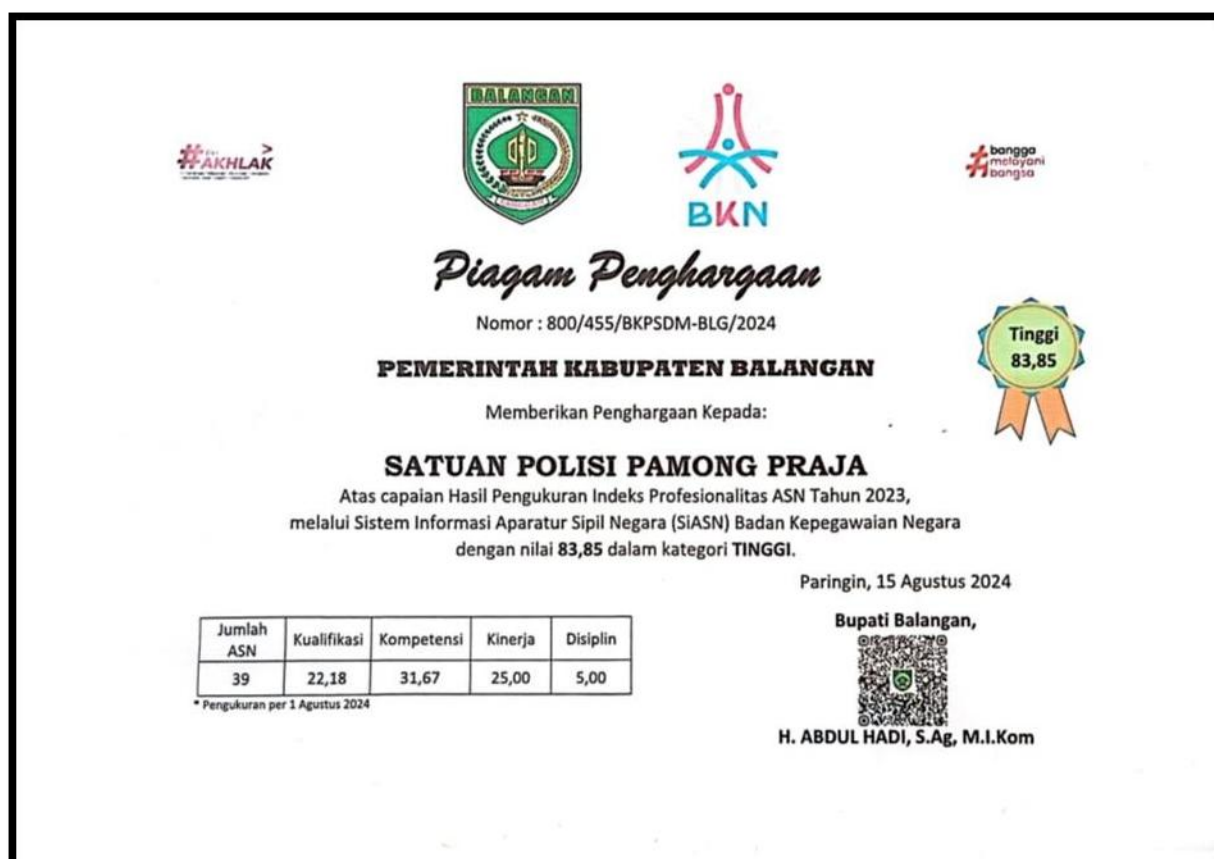 BALANGAN
#
AKHLAK
BKN
#bangga
melayani
bangsa
Piagam Penghargaan
Nomor : 800/455/BKPSDM-BLG/2024
PEMERINTAH KABUPATEN BALANGAN
Memberikan Penghargaan Kepada:
Tinggi
83,85
SATUAN POLISI PAMONG PRAJA
Atas capaian Hasil Pengukuran Indeks Profesionalitas ASN Tahun 2023,
melalui Sistem Informasi Aparatur Sipil Negara (SiASN) Badan Kepegawaian Negara
dengan nilai 83,85 dalam kategori TINGGI.
Paringin, 15 Agustus 2024
Bupati Balangan,
Jumlah ASN Kualifikasi Kompetensi Kinerja Disiplin
39 22,18 31,67 25,00 5,00
* Pengukuran per 1 Agustus 2024
H. ABDUL HADI, S.Ag, M.I.Kom